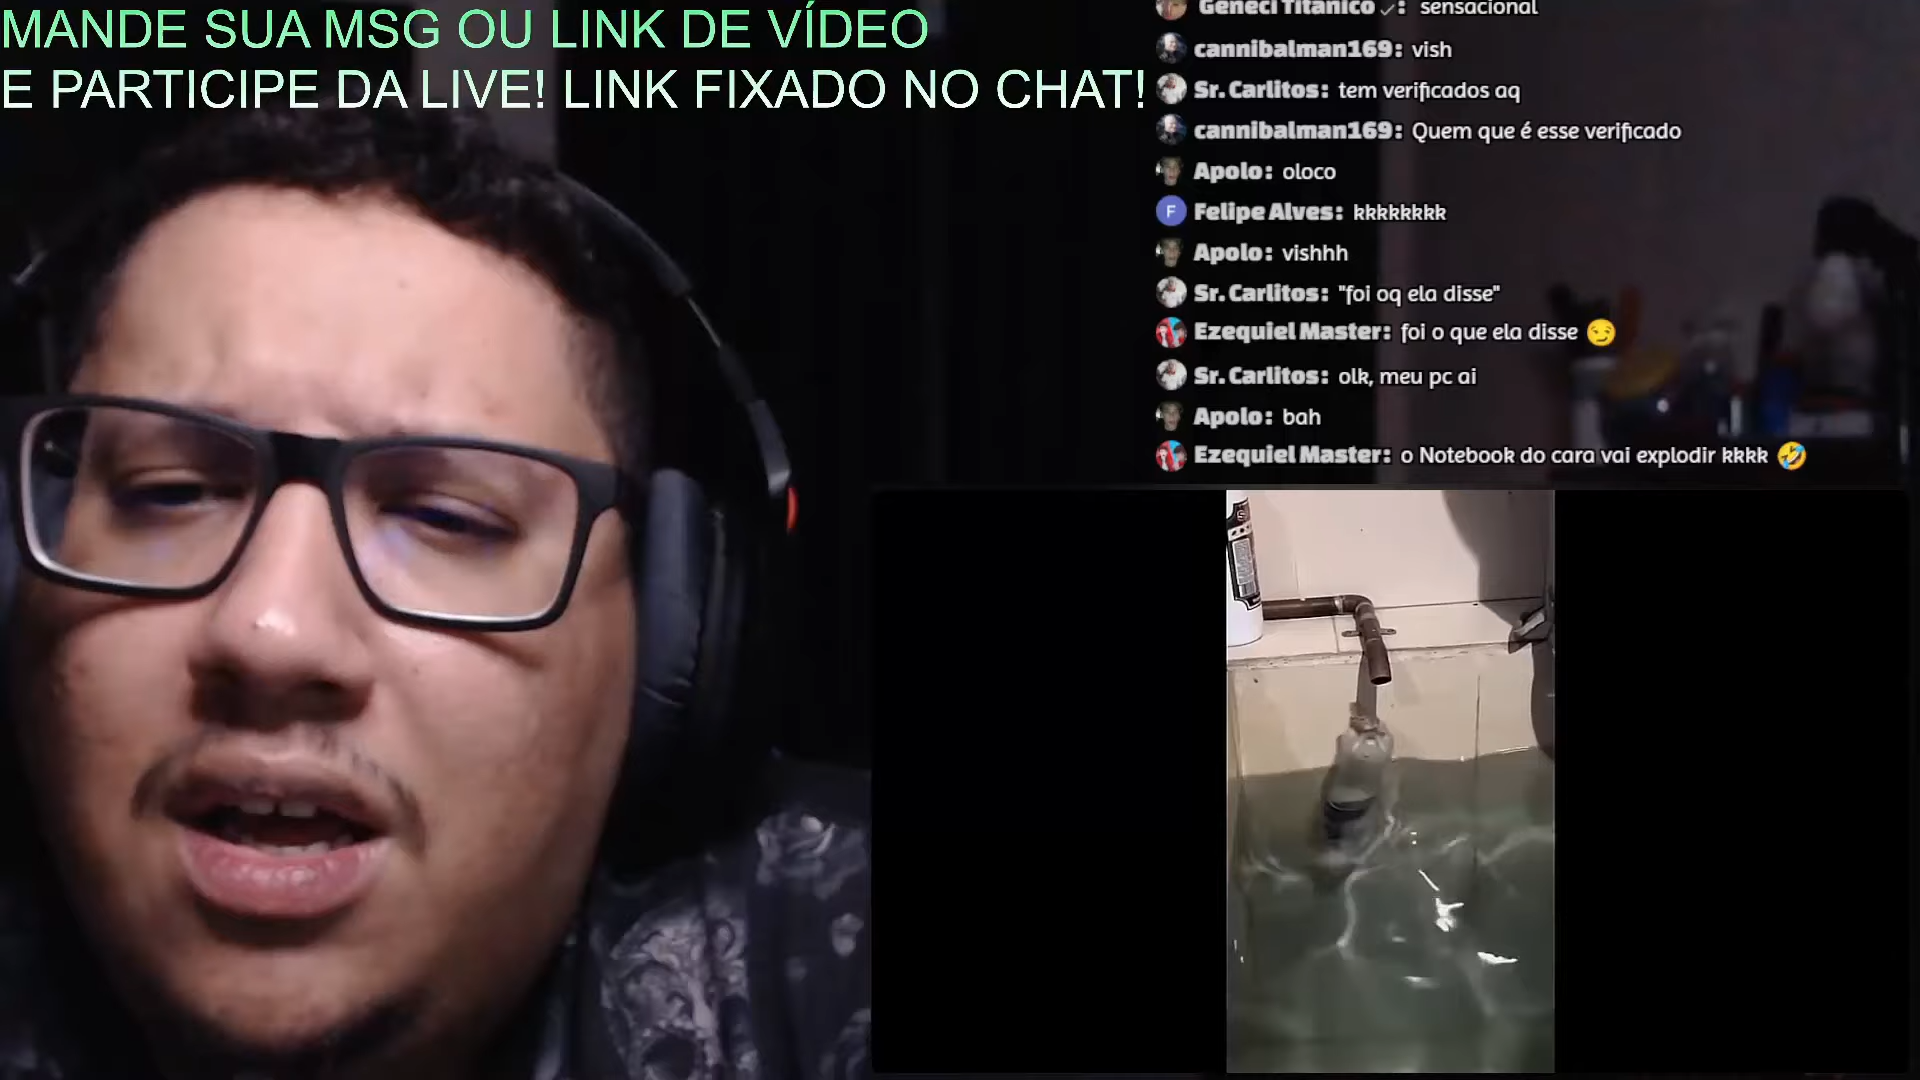 MANDE SUA MSG OU LINK DE VÍDEO
E PARTICIPE DA LIVE! LINK FIXADO NO CHAT!
Geneci Titanico ✓: sensacional
cannibalman169: vish
Sr. Carlitos: tem verificados aq
cannibalman169: Quem que é esse verificado
Apolo: oloco
F Felipe Alves: kkkkkkkk
Apolo: vishhh
Sr. Carlitos: "foi oq ela disse"
Ezequiel Master: foi o que ela disse 😏
Sr. Carlitos: olk, meu pc ai
Apolo: bah
Ezequiel Master: o Notebook do cara vai explodir kkkk 🤣